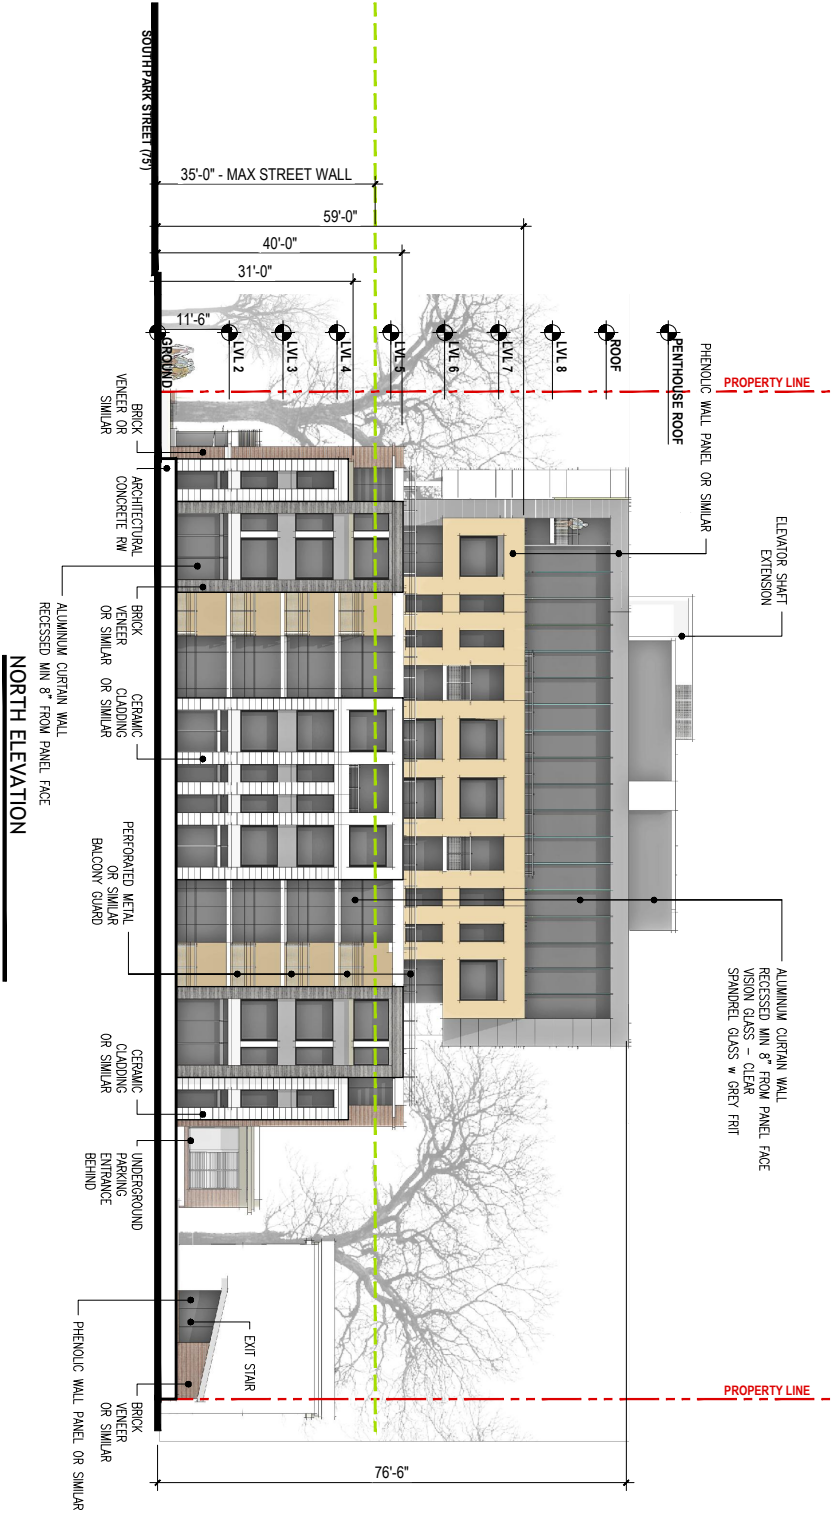 PHENOLIC WALL PANEL OR SIMILAR
ELEVATOR SHAFT
EXTENSION
ALUMINUM CURTAIN WALL
RECESSED MIN 8" FROM PANEL FACE
VISION GLASS – CLEAR
SPANDREL GLASS w GREY FRIT
PROPERTY LINE
PROPERTY LINE
PENTHOUSE ROOF
ROOF
LVL 8
LVL 7
LVL 6
LVL 5
LVL 4
LVL 3
LVL 2
GROUND
35'-0" - MAX STREET WALL
59'-0"
40'-0"
31'-0"
11'-6"
76'-6"
SOUTH PARK STREET (75')
BRICK
VENEER OR
SIMILAR
ARCHITECTURAL
CONCRETE RW
ALUMINUM CURTAIN WALL
RECESSED MIN 8" FROM PANEL FACE
BRICK
VENEER
OR SIMILAR
CERAMIC
CLADDING
OR SIMILAR
PERFORATED METAL
OR SIMILAR
BALCONY GUARD
CERAMIC
CLADDING
OR SIMILAR
UNDERGROUND
PARKING
ENTRANCE
BEHIND
EXIT STAIR
PHENOLIC WALL PANEL OR SIMILAR
BRICK
VENEER
OR SIMILAR
NORTH ELEVATION